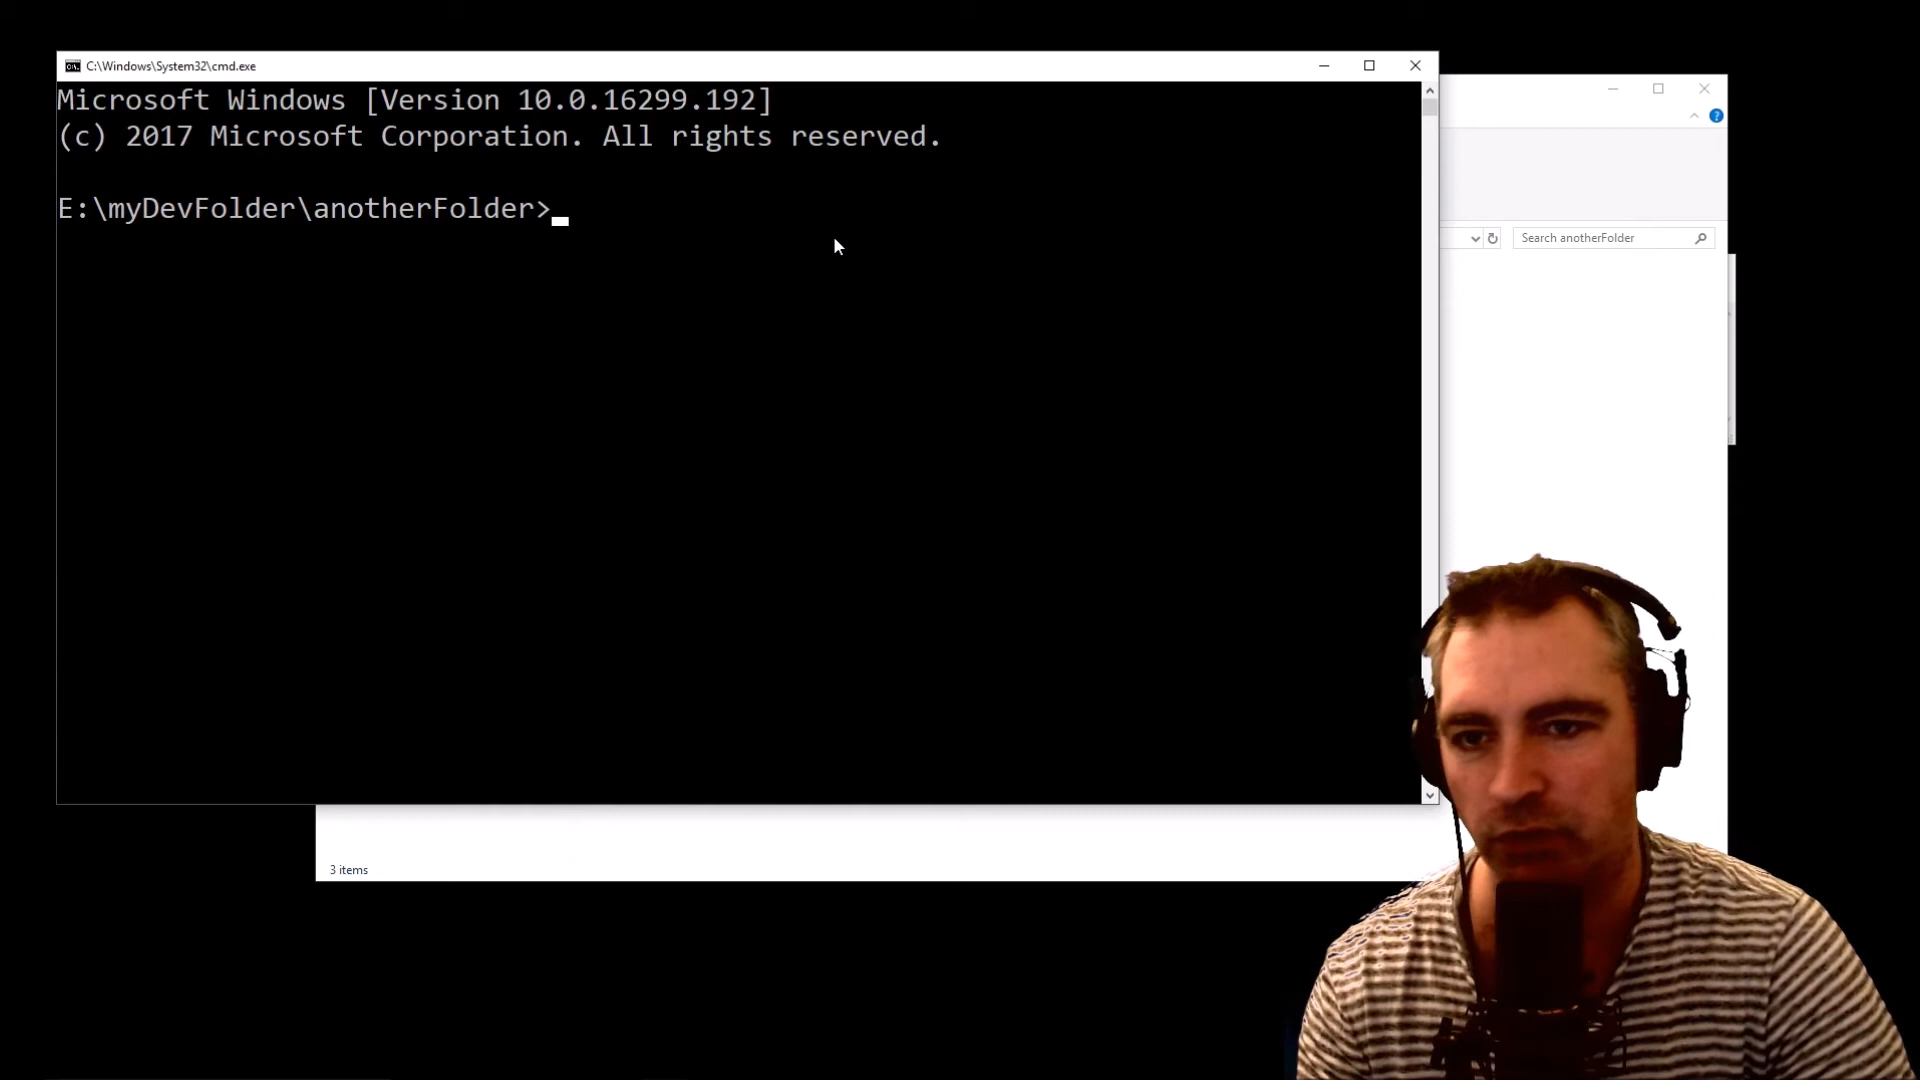 C:\Windows\System32\cmd.exe
Microsoft Windows [Version 10.0.16299.192]
(c) 2017 Microsoft Corporation. All rights reserved.
E:\myDevFolder\anotherFolder>
Search anotherFolder
3 items